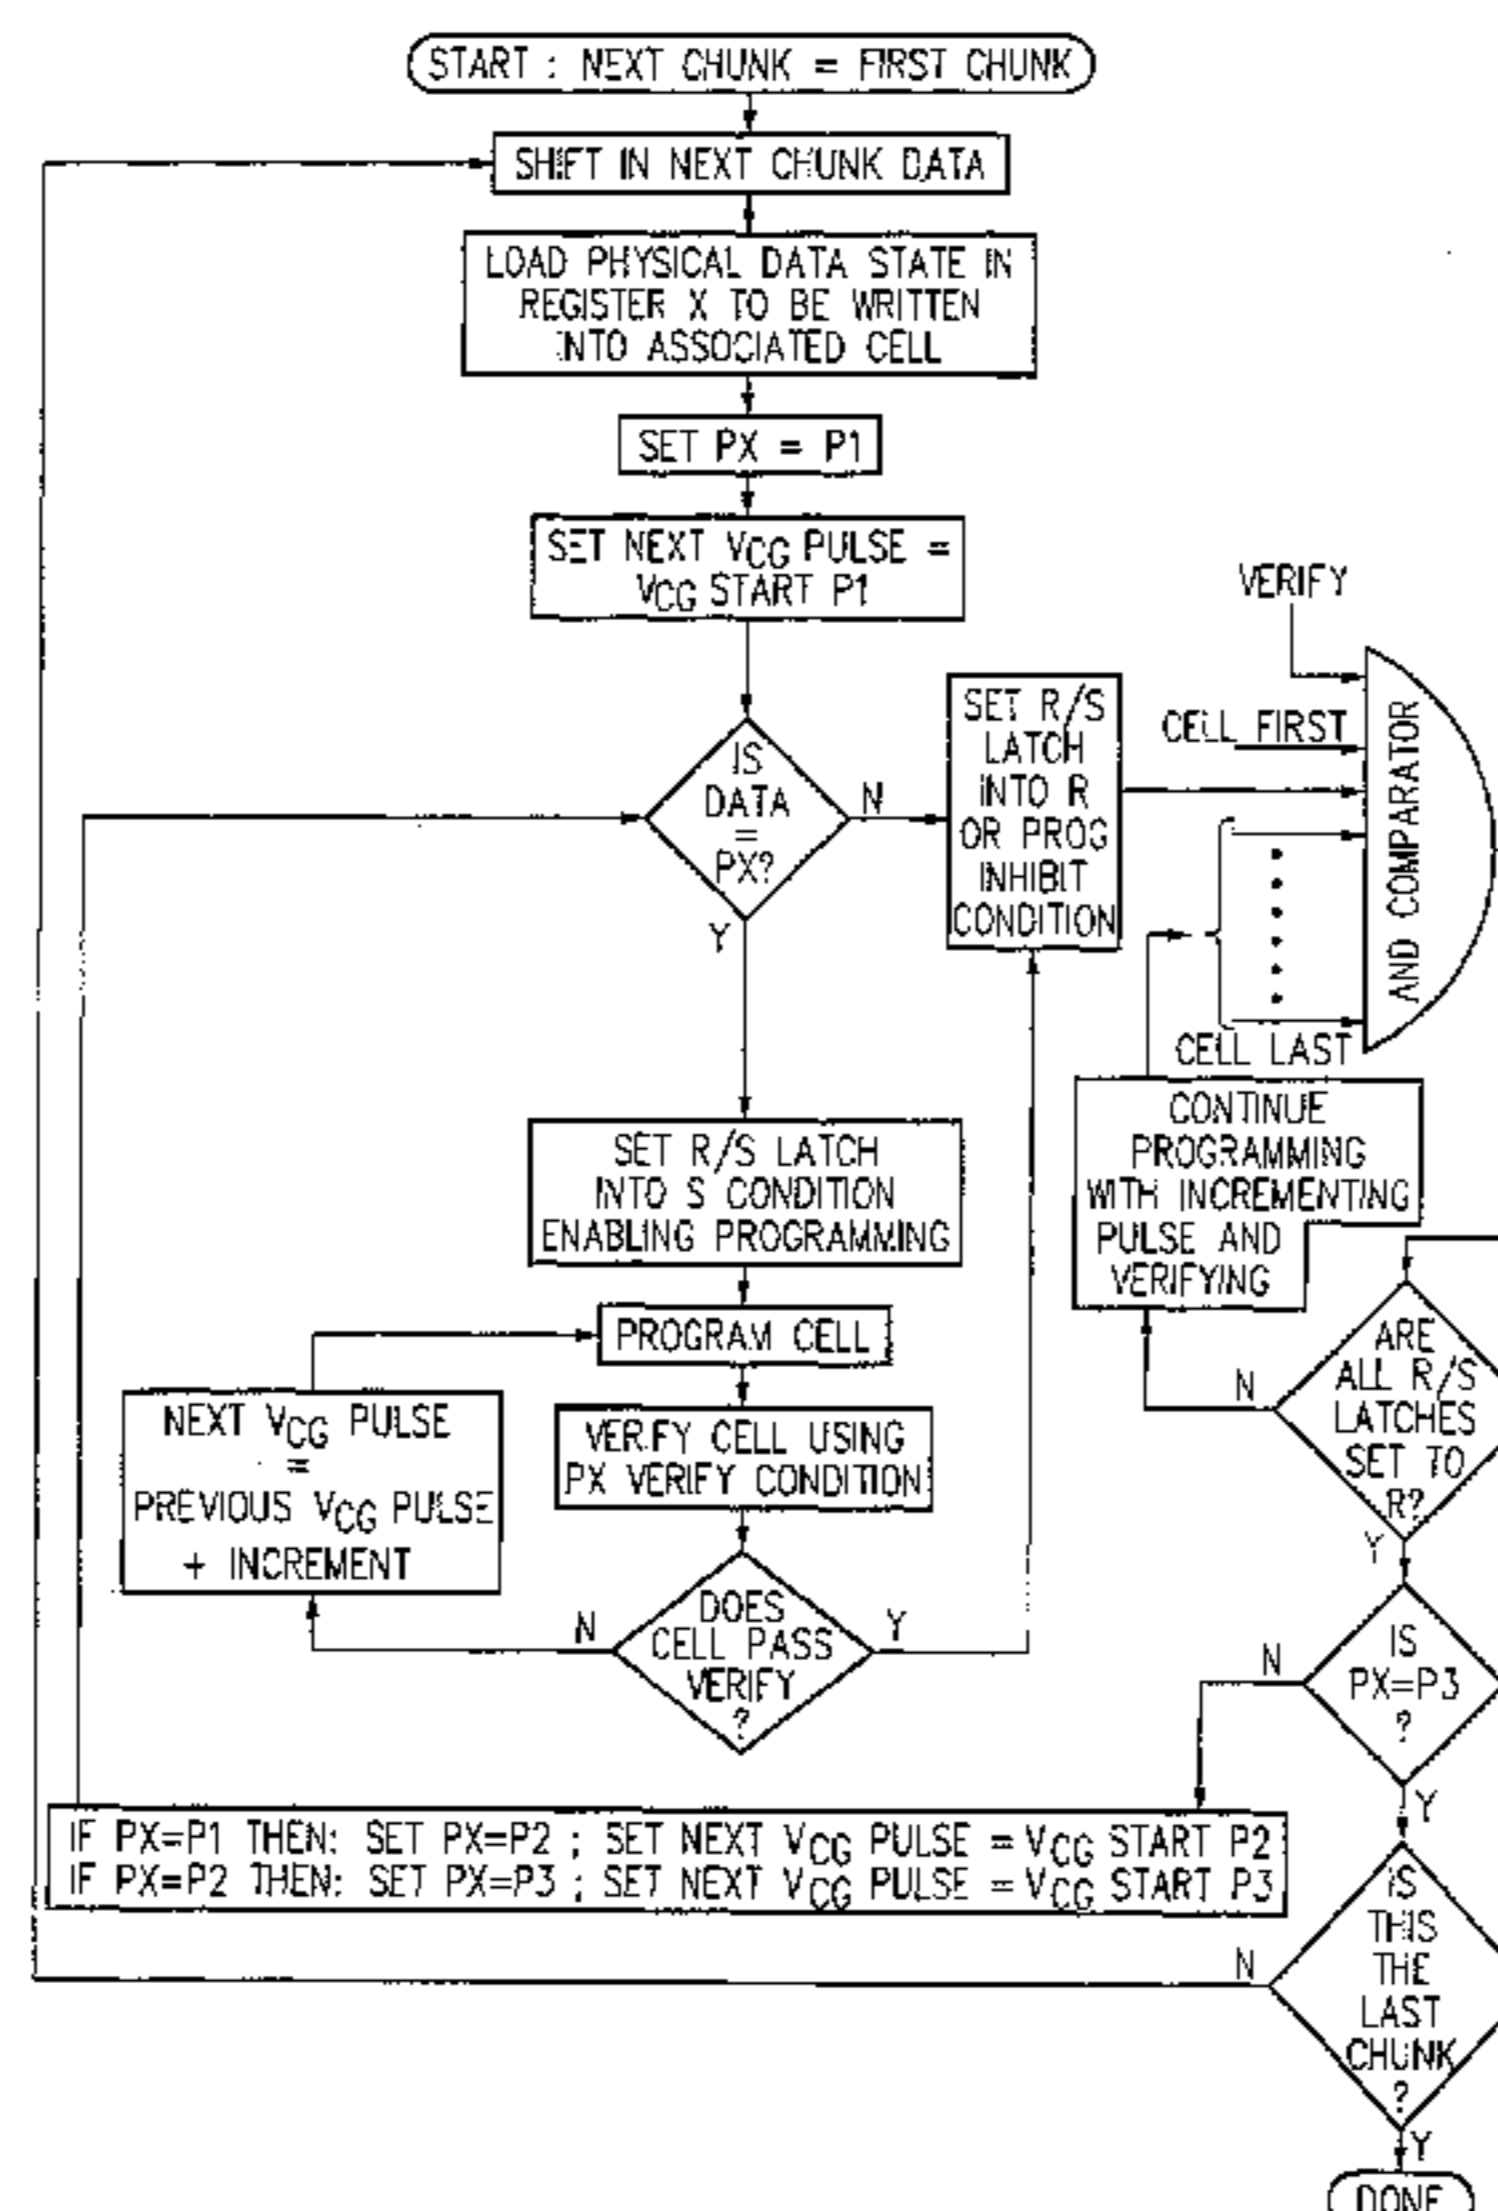 START : NEXT CHUNK = FIRST CHUNK
SHIFT IN NEXT CHUNK DATA
LOAD PHYSICAL DATA STATE IN
REGISTER X TO BE WRITTEN
INTO ASSOCIATED CELL
SET PX = P1
SET NEXT VCG PULSE =
VCG START P1
IS
DATA
=
PX?
N
Y
SET R/S
LATCH
INTO R
OR PROG
INHIBIT
CONDITION
VERIFY
CELL FIRST
CELL LAST
AND COMPARATOR
SET R/S LATCH
INTO S CONDITION
ENABLING PROGRAMMING
PROGRAM CELL
VERIFY CELL USING
PX VERIFY CONDITION
DOES
CELL PASS
VERIFY
?
N
Y
NEXT VCG PULSE
=
PREVIOUS VCG PULSE
+ INCREMENT
CONTINUE
PROGRAMMING
WITH INCREMENTING
PULSE AND
VERIFYING
ARE
ALL R/S
LATCHES
SET TO
R?
N
Y
IS
PX=P3
?
N
Y
IF PX=P1 THEN: SET PX=P2 ; SET NEXT VCG PULSE = VCG START P2
IF PX=P2 THEN: SET PX=P3 ; SET NEXT VCG PULSE = VCG START P3
IS
THIS
THE
LAST
CHUNK
?
N
Y
DONE